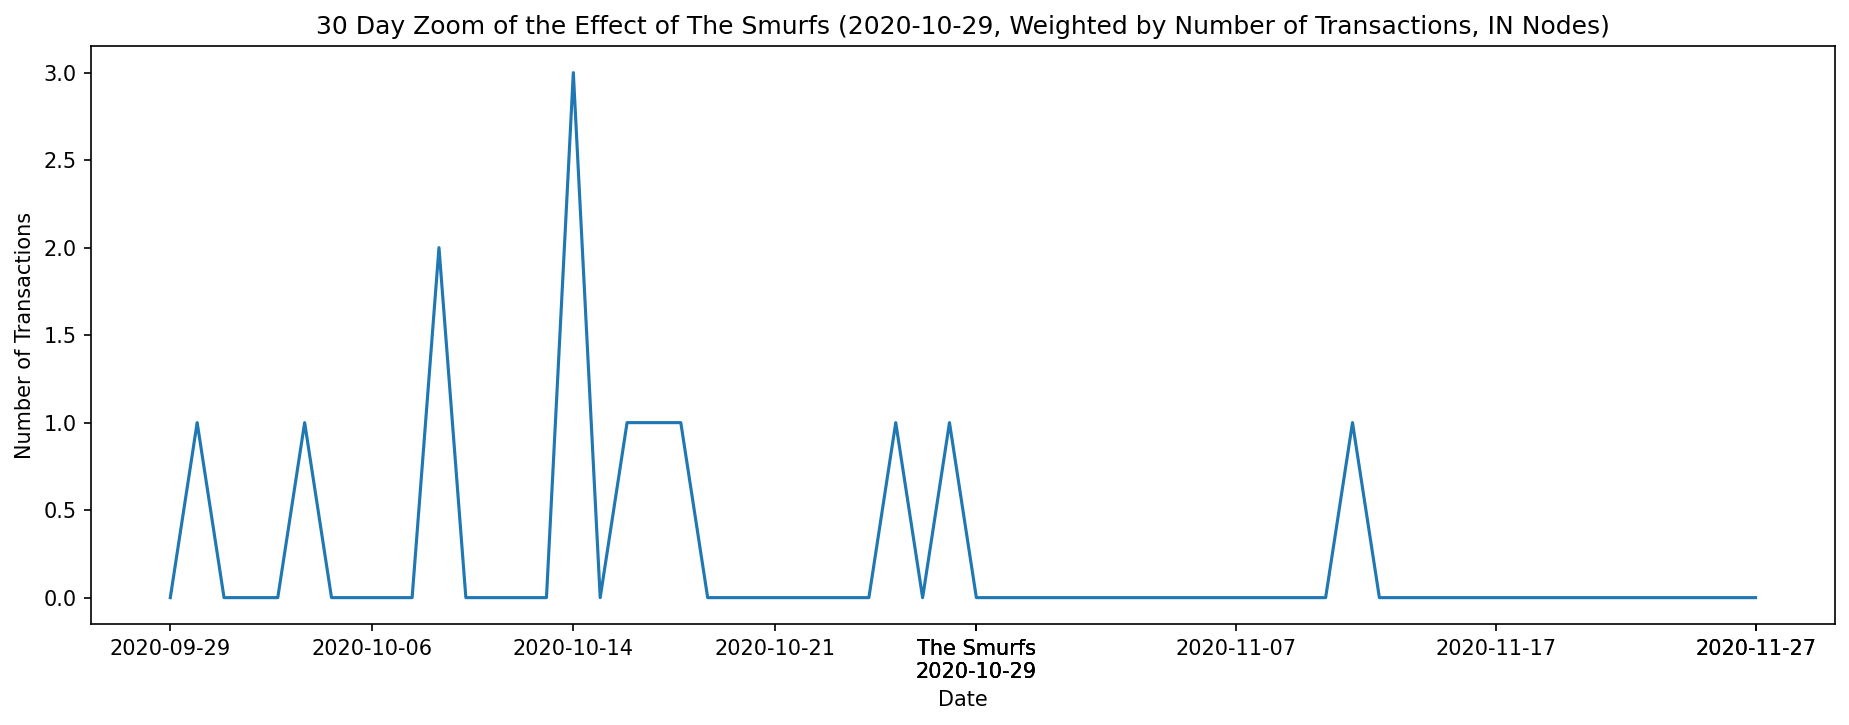 30 Day Zoom of the Effect of The Smurfs (2020-10-29, Weighted by Number of Transactions, IN Nodes)
Number of Transactions
3.0
2.5
2.0
1.5
1.0
0.5
0.0
2020-09-29 2020-10-06 2020-10-14 2020-10-21 The Smurfs 2020-11-07 2020-11-17 2020-11-27
2020-10-29
Date